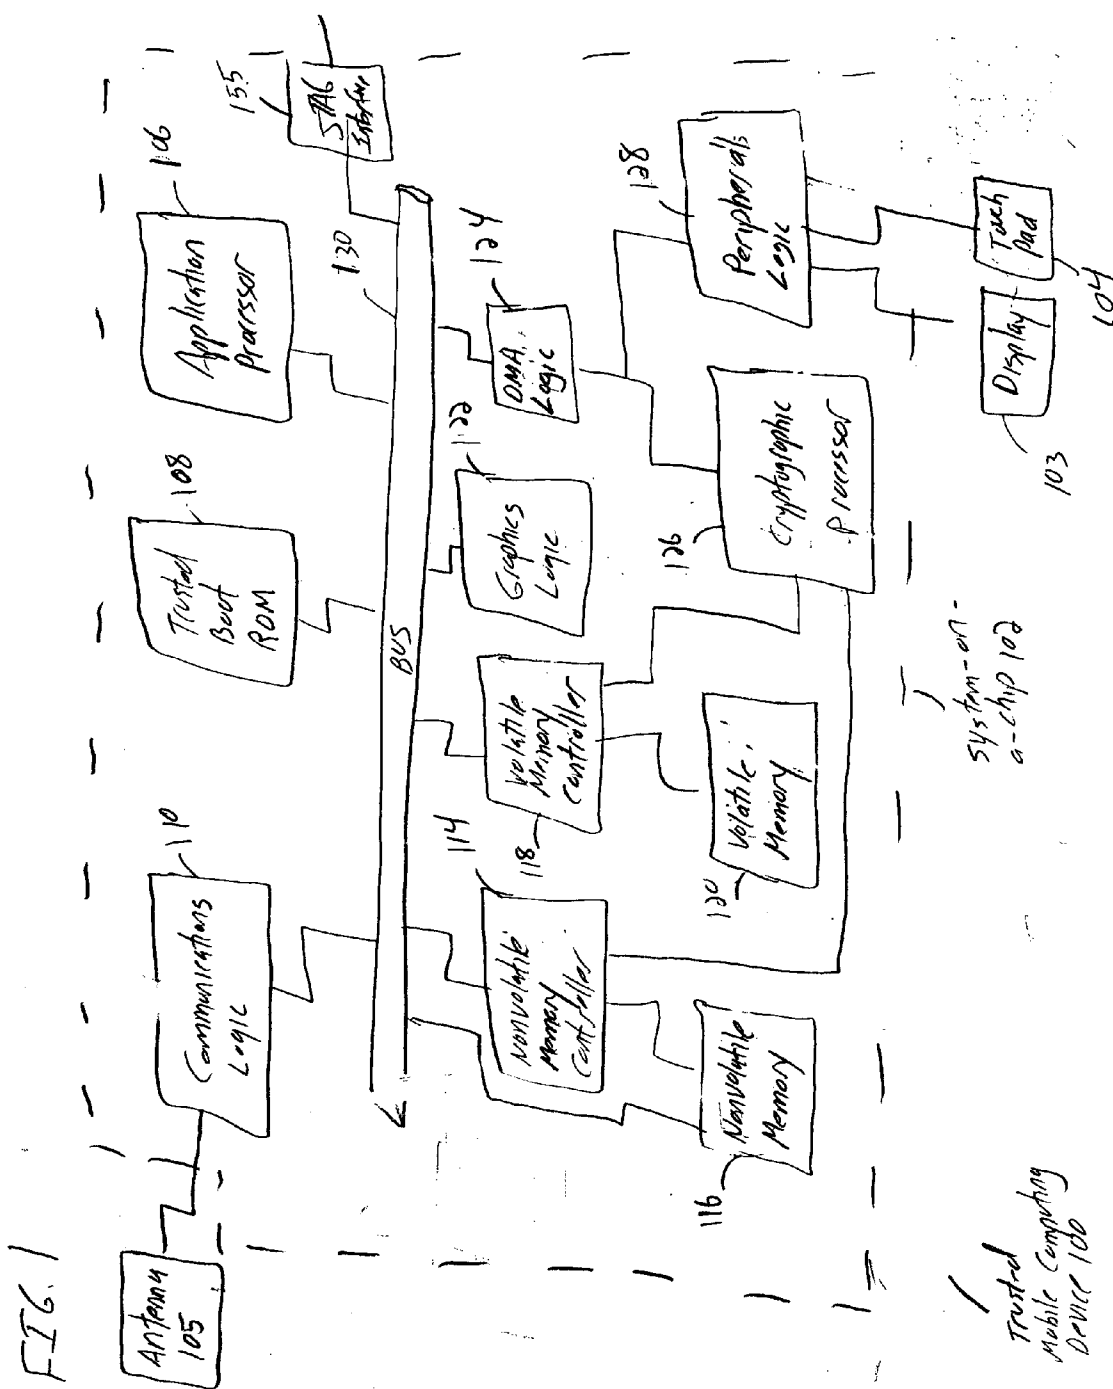 FIG. 1
Antenna
105
110
Communications
Logic
108
Trusted
Boot
ROM
106
Application
Processor
155
JTAG
Interface
130
BUS
114
Nonvolatile
Memory
Controller
118
Volatile
Memory
Controller
122
Graphics
Logic
124
DMA
Logic
116
Nonvolatile
Memory
120
Volatile
Memory
126
Cryptographic
Processor
128
Peripherals
Logic
103
Display
Touch
Pad
104
System-on-
a-chip 102
Trusted
Mobile Computing
Device 100